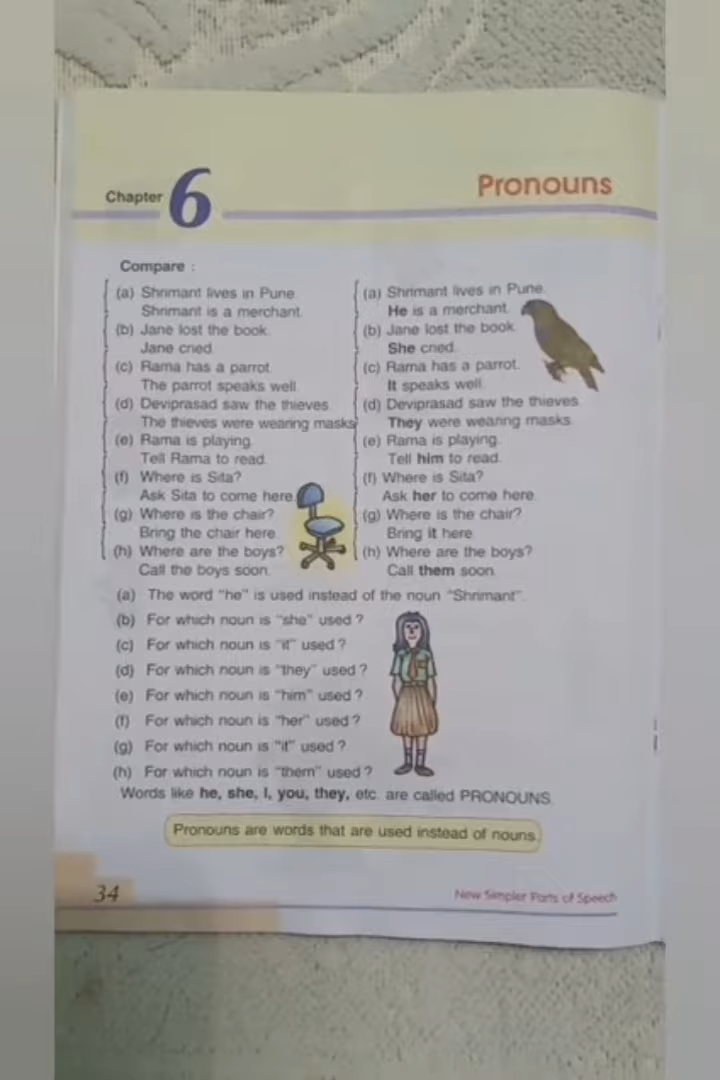 Chapter 6
Pronouns
Compare :
(a) Shrimant lives in Pune.
Shrimant is a merchant.
(b) Jane lost the book.
Jane cried.
(c) Rama has a parrot.
The parrot speaks well.
(d) Deviprasad saw the thieves.
The thieves were wearing masks
(e) Rama is playing.
Tell Rama to read.
(f) Where is Sita?
Ask Sita to come here.
(g) Where is the chair?
Bring the chair here.
(h) Where are the boys?
Call the boys soon.
(a) Shrimant lives in Pune.
He is a merchant.
(b) Jane lost the book.
She cried.
(c) Rama has a parrot.
It speaks well.
(d) Deviprasad saw the thieves.
They were wearing masks.
(e) Rama is playing.
Tell him to read.
(f) Where is Sita?
Ask her to come here.
(g) Where is the chair?
Bring it here.
(h) Where are the boys?
Call them soon.
(a) The word "he" is used instead of the noun "Shrimant".
(b) For which noun is "she" used ?
(c) For which noun is "it" used ?
(d) For which noun is "they" used ?
(e) For which noun is "him" used ?
(f) For which noun is "her" used ?
(g) For which noun is "it" used ?
(h) For which noun is "them" used ?
Words like he, she, I, you, they, etc. are called PRONOUNS.
Pronouns are words that are used instead of nouns.
34
New Simpler Parts of Speech